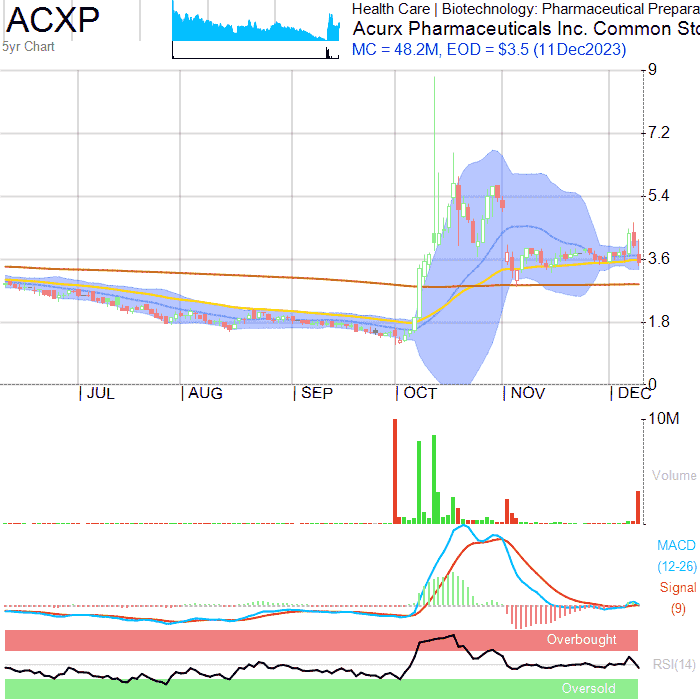 ACXP
5yr Chart
Health Care | Biotechnology: Pharmaceutical Prepara
Acurx Pharmaceuticals Inc. Common Sto
MC = 48.2M, EOD = $3.5 (11Dec2023)
9
7.2
5.4
3.6
1.8
0
| JUL | AUG | SEP | OCT | NOV | DEC
10M
Volume
MACD
(12-26)
Signal
(9)
Overbought
RSI(14)
Oversold